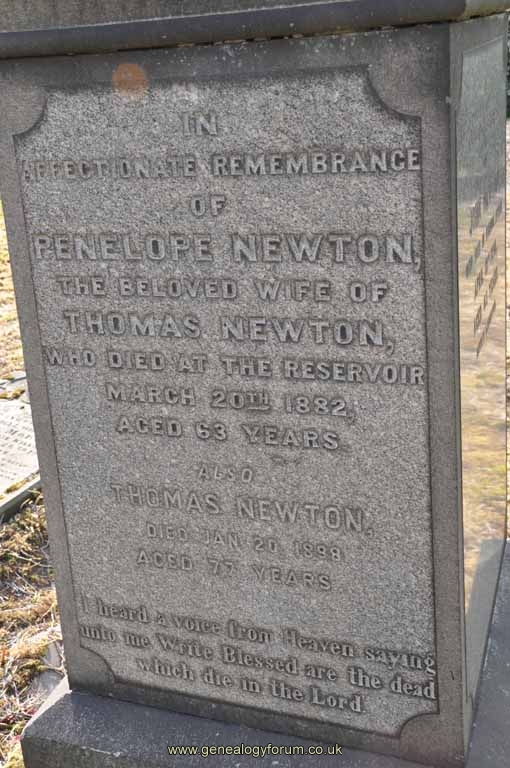 IN
AFFECTIONATE REMEMBRANCE
OF
PENELOPE NEWTON,
THE BELOVED WIFE OF
THOMAS NEWTON,
WHO DIED AT THE RESERVOIR
MARCH 20TH 1882,
AGED 63 YEARS.
ALSO
THOMAS NEWTON,
DIED JAN. 20, 1898
AGED 77 YEARS
I heard a voice from Heaven saying
unto me Write Blessed are the dead
which die in the Lord.
www.genealogyforum.co.uk